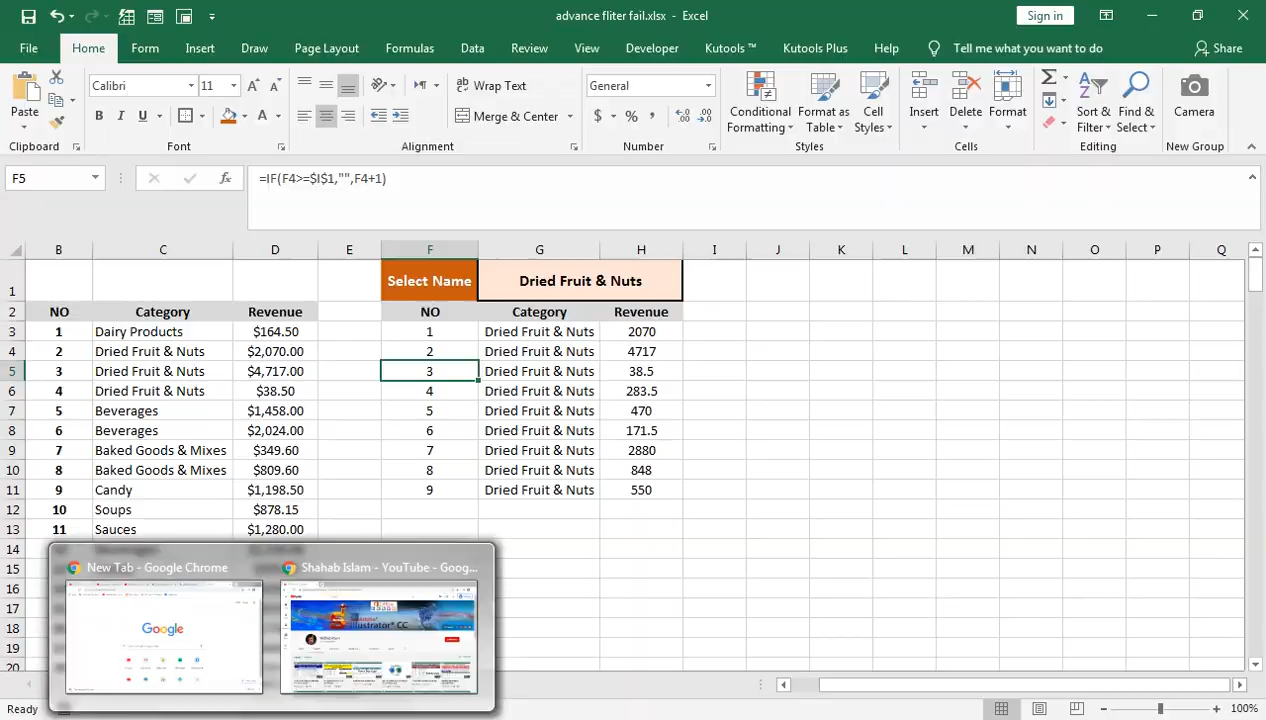 advance fliter fail.xlsx - Excel
Sign in
File Home Form Insert Draw Page Layout Formulas Data Review View Developer Kutools ™ Kutools Plus Help Tell me what you want to do Share
Paste
Calibri 11
B I U
A
Wrap Text
Merge & Center
General
$ % ,
Conditional Formatting
Format as Table
Cell Styles
Insert Delete Format
Sort & Filter
Find & Select
Camera
Clipboard Font Alignment Number Styles Cells Editing New Group
F5 fx =IF(F4>=$I$1,"",F4+1)
B C D E F G H I J K L M N O P Q
1 Select Name Dried Fruit & Nuts
2 NO Category Revenue NO Category Revenue
3 1 Dairy Products $164.50 1 Dried Fruit & Nuts 2070
4 2 Dried Fruit & Nuts $2,070.00 2 Dried Fruit & Nuts 4717
5 3 Dried Fruit & Nuts $4,717.00 3 Dried Fruit & Nuts 38.5
6 4 Dried Fruit & Nuts $38.50 4 Dried Fruit & Nuts 283.5
7 5 Beverages $1,458.00 5 Dried Fruit & Nuts 470
8 6 Beverages $2,024.00 6 Dried Fruit & Nuts 171.5
9 7 Baked Goods & Mixes $349.60 7 Dried Fruit & Nuts 2880
10 8 Baked Goods & Mixes $809.60 8 Dried Fruit & Nuts 848
11 9 Candy $1,198.50 9 Dried Fruit & Nuts 550
12 10 Soups $878.15
13 11 Sauces $1,280.00
14
15
16
17
18
19
20
New Tab - Google Chrome
Shahab Islam - YouTube - Goog...
Google
Illustrator CC
Ready
100%